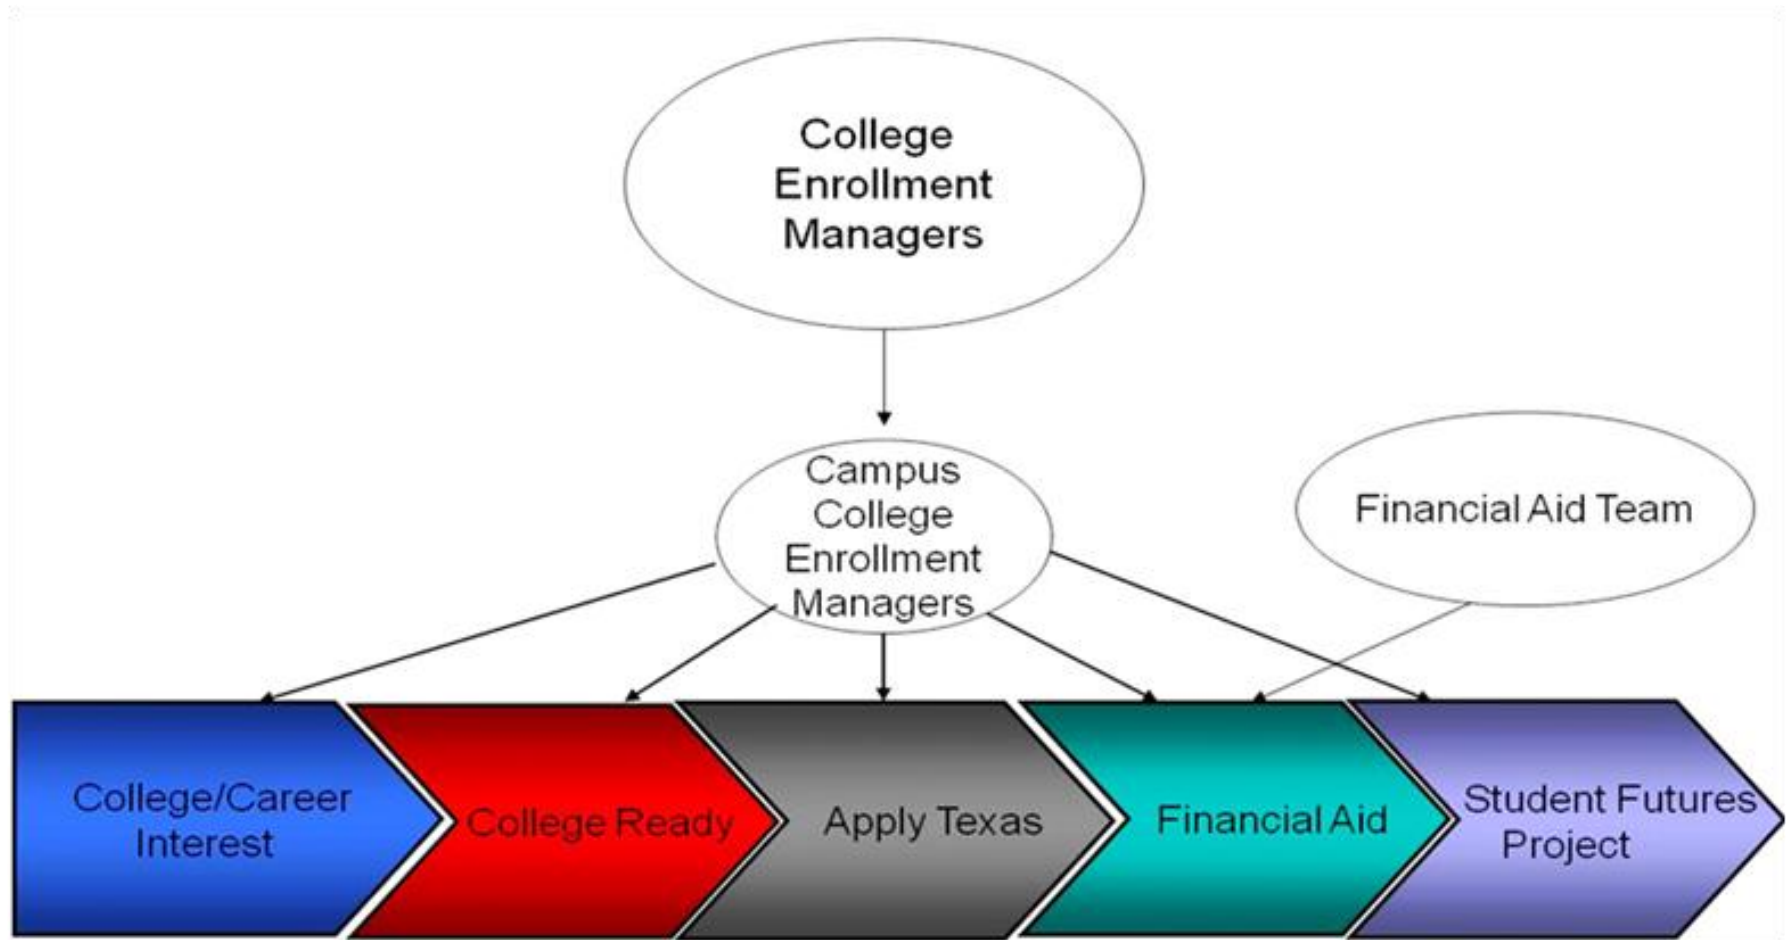 College
Enrollment
Managers
Campus
College
Enrollment
Managers
Financial Aid Team
College/Career
Interest
College Ready
Apply Texas
Financial Aid
Student Futures
Project